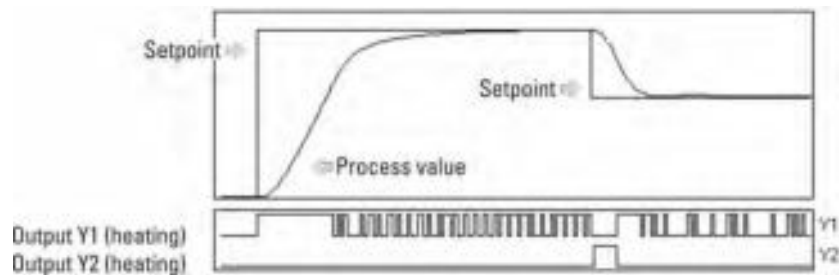 Setpoint
Setpoint
Process value
Output Y1 (heating)
Y1
Output Y2 (heating)
Y2